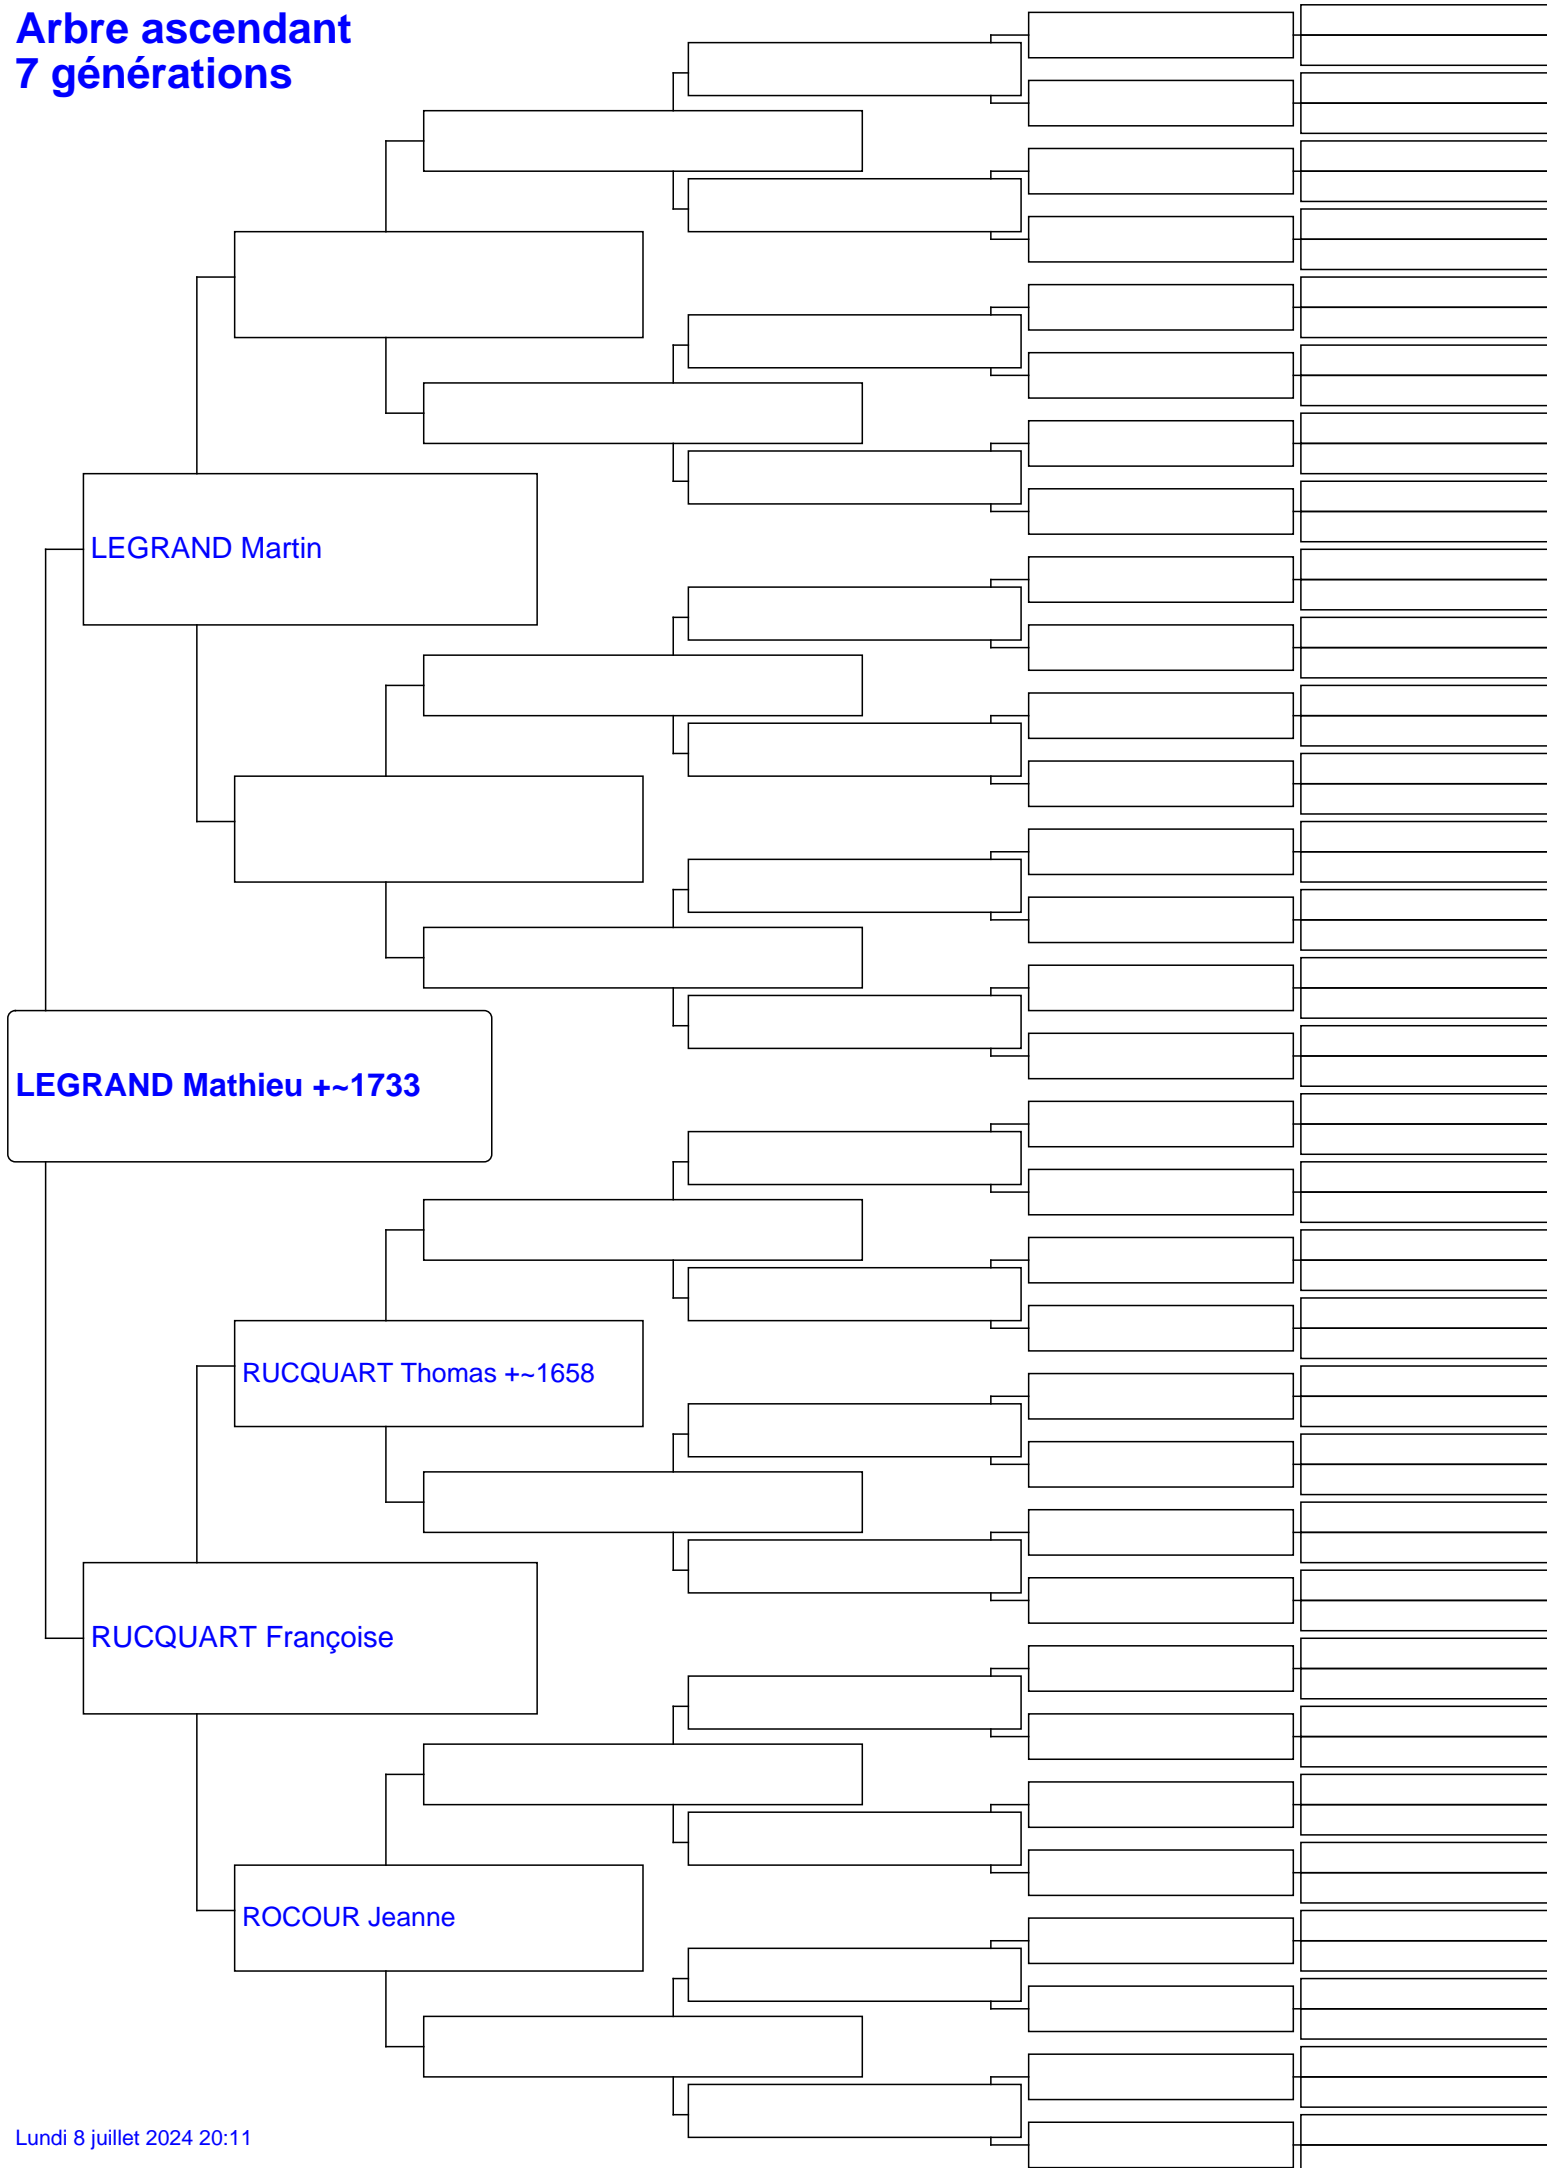 Arbre ascendant
7 générations
LEGRAND Martin
LEGRAND Mathieu +~1733
RUCQUART Thomas +~1658
RUCQUART Françoise
ROCOUR Jeanne
Lundi 8 juillet 2024 20:11